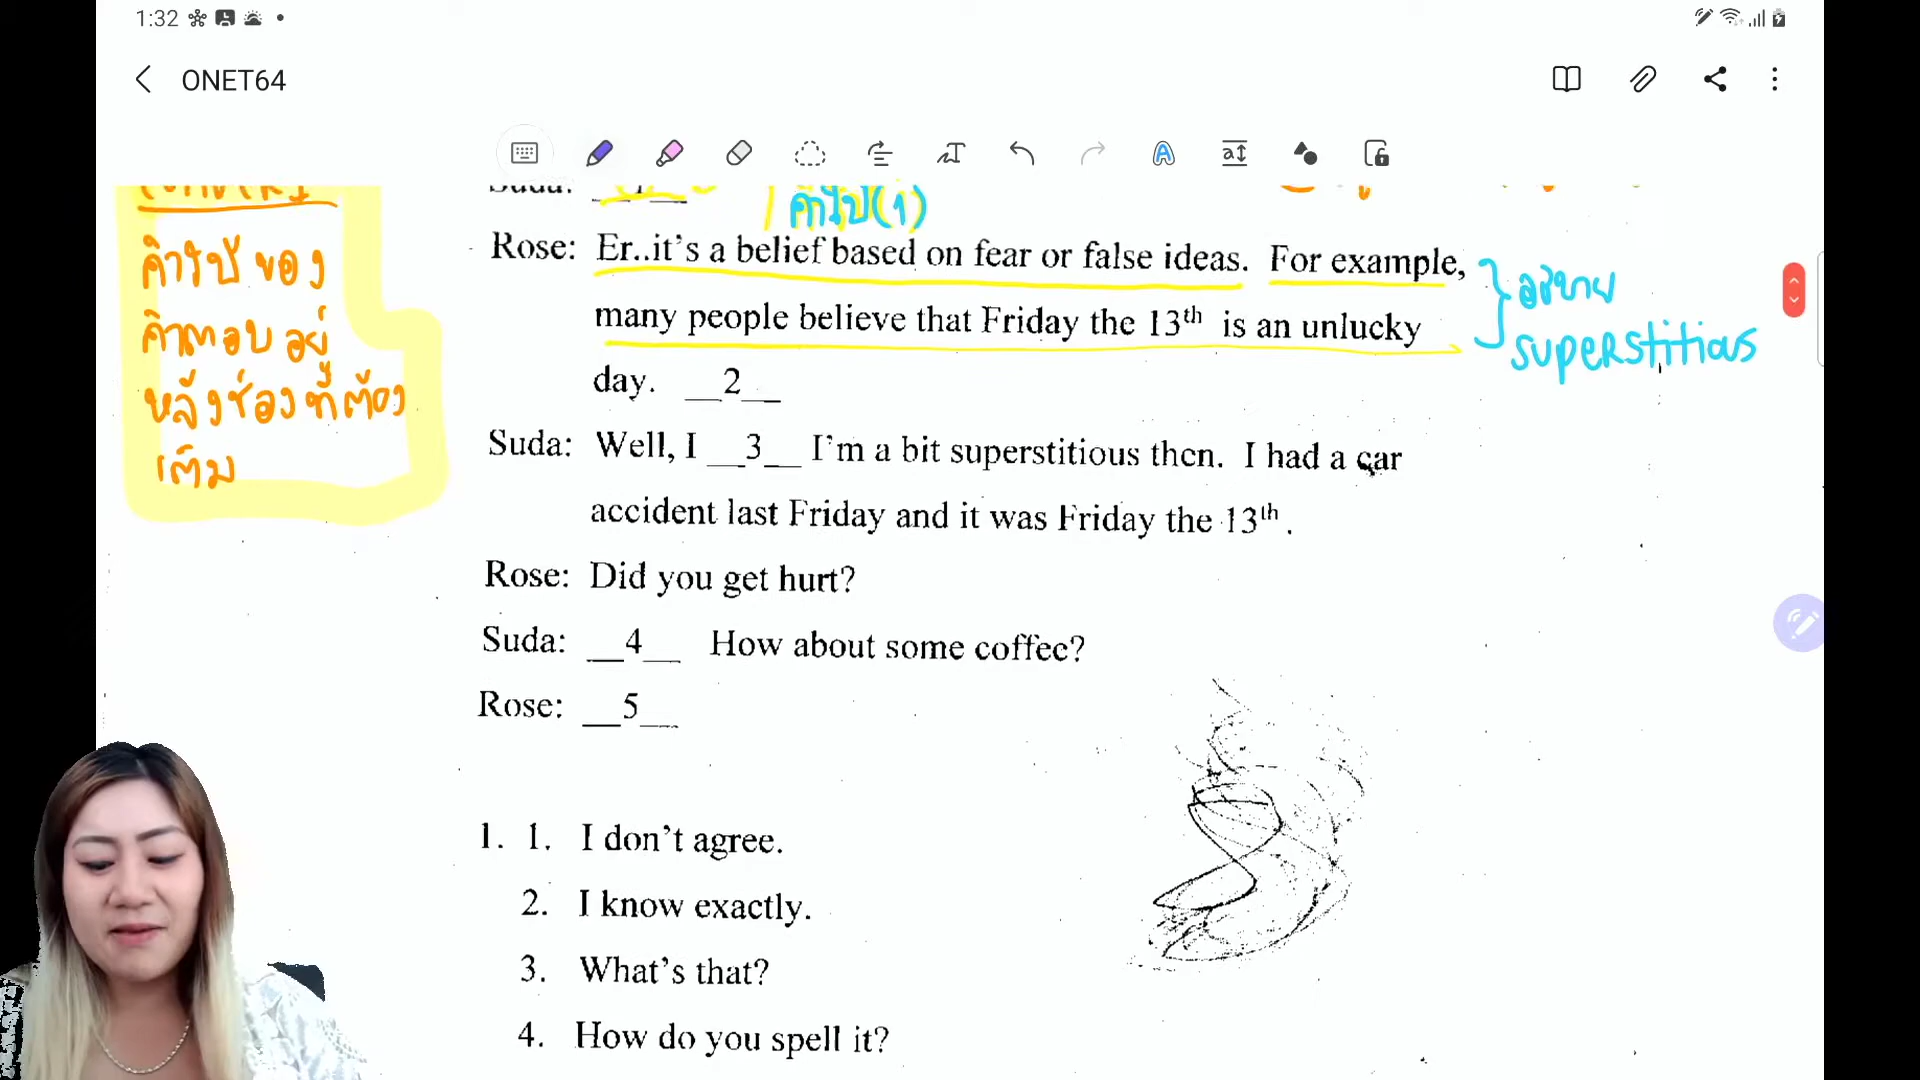 1:32
ONET64
คำใบ้(1)
Rose: Er..it's a belief based on fear or false ideas. For example,
many people believe that Friday the 13th is an unlucky
day. __2__
อธิบาย
superstitious
คำใบ้ของ
คำตอบอยู่
หลังช่องที่ต้อง
เติม
Suda: Well, I __3__ I'm a bit superstitious then. I had a car
accident last Friday and it was Friday the 13th.
Rose: Did you get hurt?
Suda: __4__ How about some coffee?
Rose: __5__
1. 1. I don't agree.
2. I know exactly.
3. What's that?
4. How do you spell it?